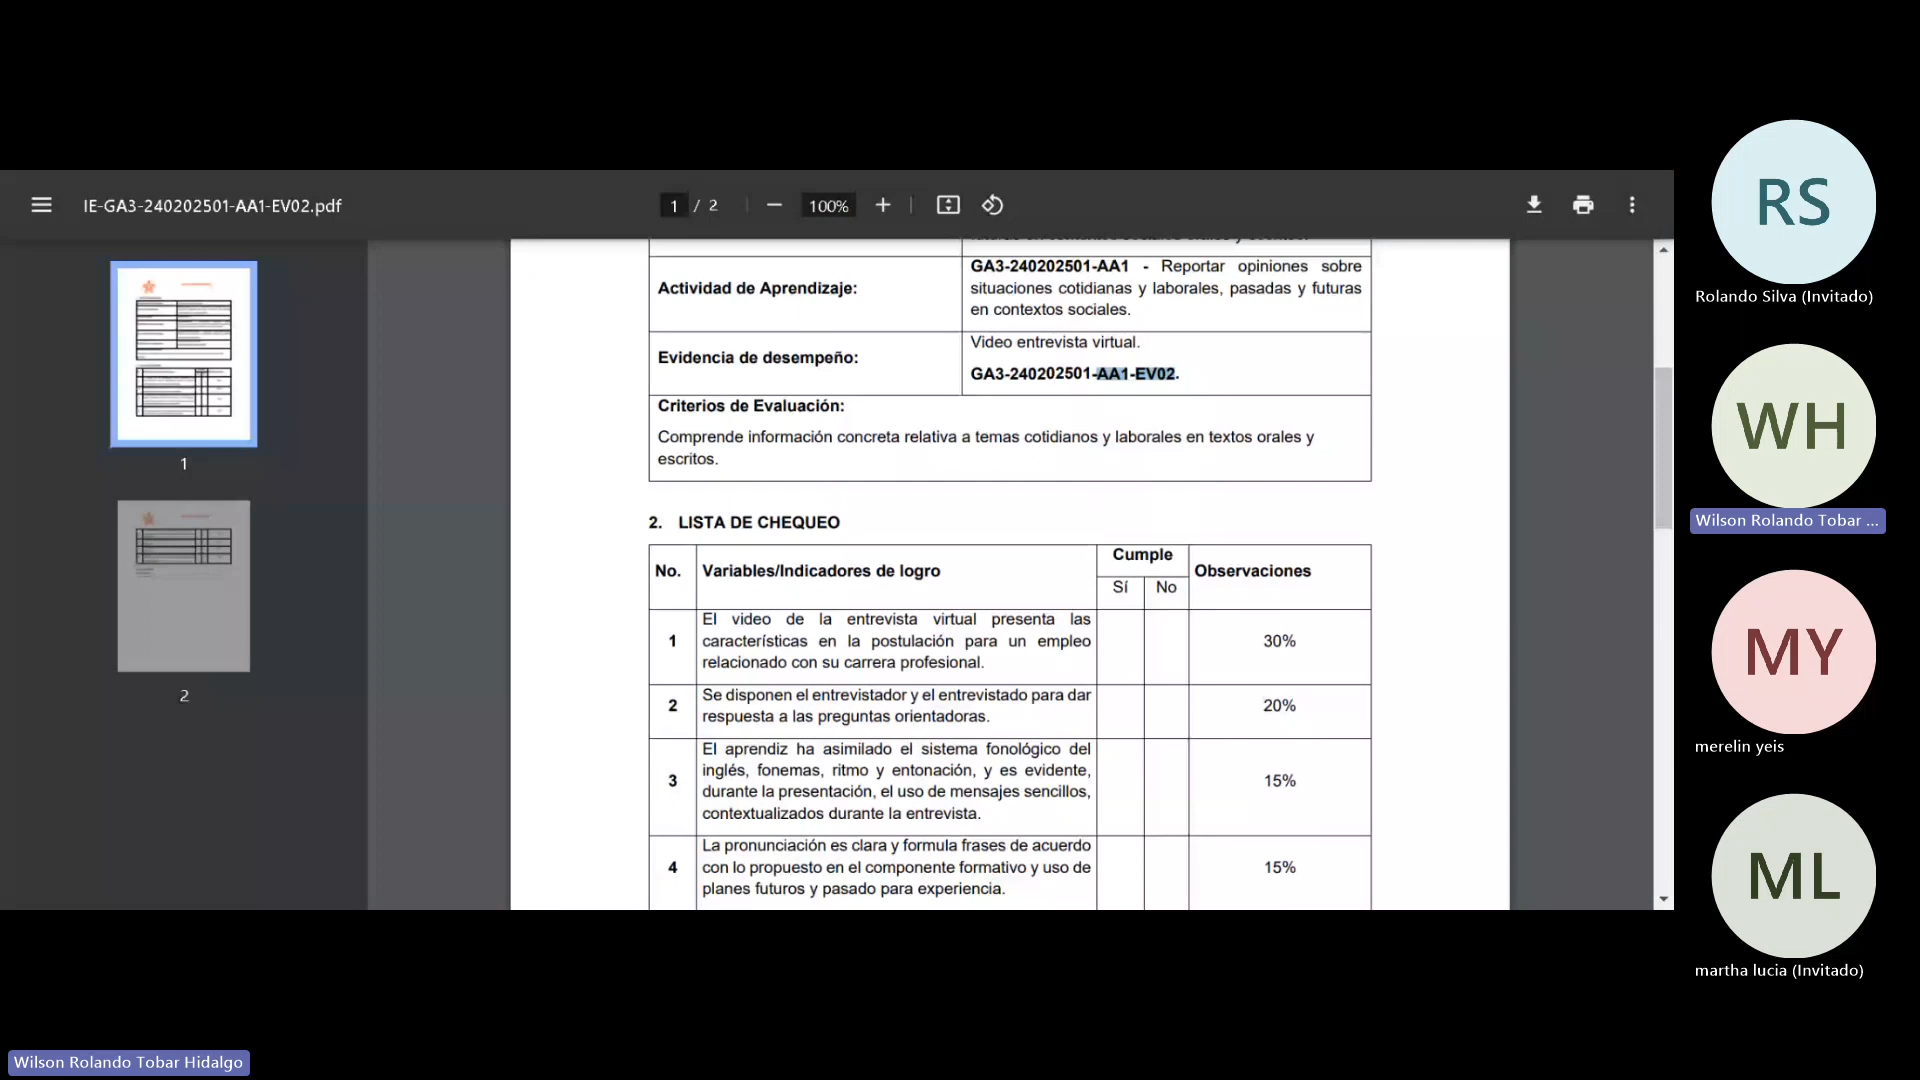 IE-GA3-240202501-AA1-EV02.pdf
1 / 2
100%
GA3-240202501-AA1 - Reportar opiniones sobre
situaciones cotidianas y laborales, pasadas y futuras
en contextos sociales.
Actividad de Aprendizaje:
Video entrevista virtual.
Evidencia de desempeño:
GA3-240202501-AA1-EV02.
Criterios de Evaluación:
Comprende información concreta relativa a temas cotidianos y laborales en textos orales y
escritos.
2. LISTA DE CHEQUEO
No.
Variables/Indicadores de logro
Cumple
Sí
No
Observaciones
1
El video de la entrevista virtual presenta las
características en la postulación para un empleo
relacionado con su carrera profesional.
30%
2
Se disponen el entrevistador y el entrevistado para dar
respuesta a las preguntas orientadoras.
20%
3
El aprendiz ha asimilado el sistema fonológico del
inglés, fonemas, ritmo y entonación, y es evidente,
durante la presentación, el uso de mensajes sencillos,
contextualizados durante la entrevista.
15%
4
La pronunciación es clara y formula frases de acuerdo
con lo propuesto en el componente formativo y uso de
planes futuros y pasado para experiencia.
15%
1
2
RS
Rolando Silva (Invitado)
WH
Wilson Rolando Tobar ...
MY
merelin yeis
ML
martha lucia (Invitado)
Wilson Rolando Tobar Hidalgo